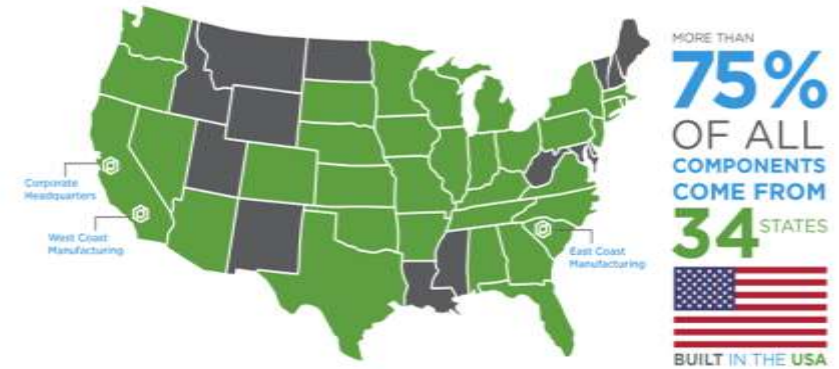 Corporate
Headquarters
West Coast
Manufacturing
East Coast
Manufacturing
MORE THAN
75%
OF ALL
COMPONENTS
COME FROM
34 STATES
BUILT IN THE USA